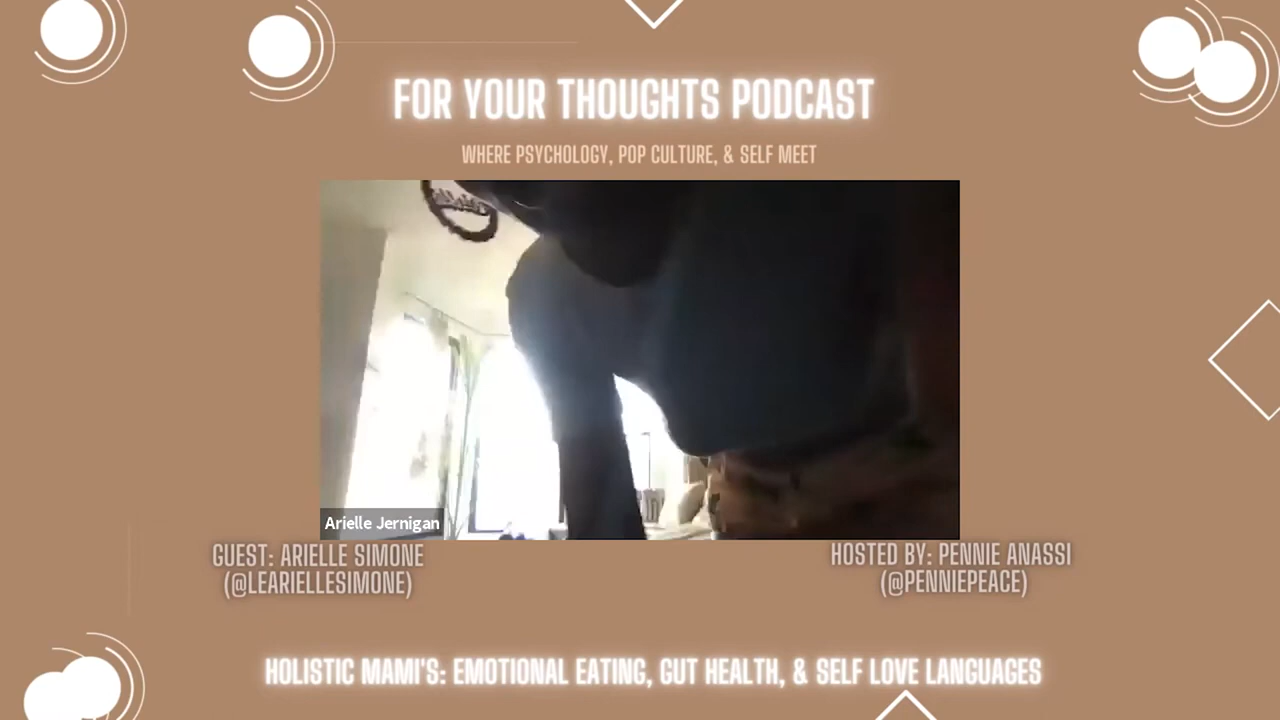 FOR YOUR THOUGHTS PODCAST
WHERE PSYCHOLOGY, POP CULTURE, & SELF MEET
Arielle Jernigan
GUEST: ARIELLE SIMONE
(@LEARIELLESIMONE)
HOSTED BY: PENNIE ANASSI
(@PENNIEPEACE)
HOLISTIC MAMI'S: EMOTIONAL EATING, GUT HEALTH, & SELF LOVE LANGUAGES